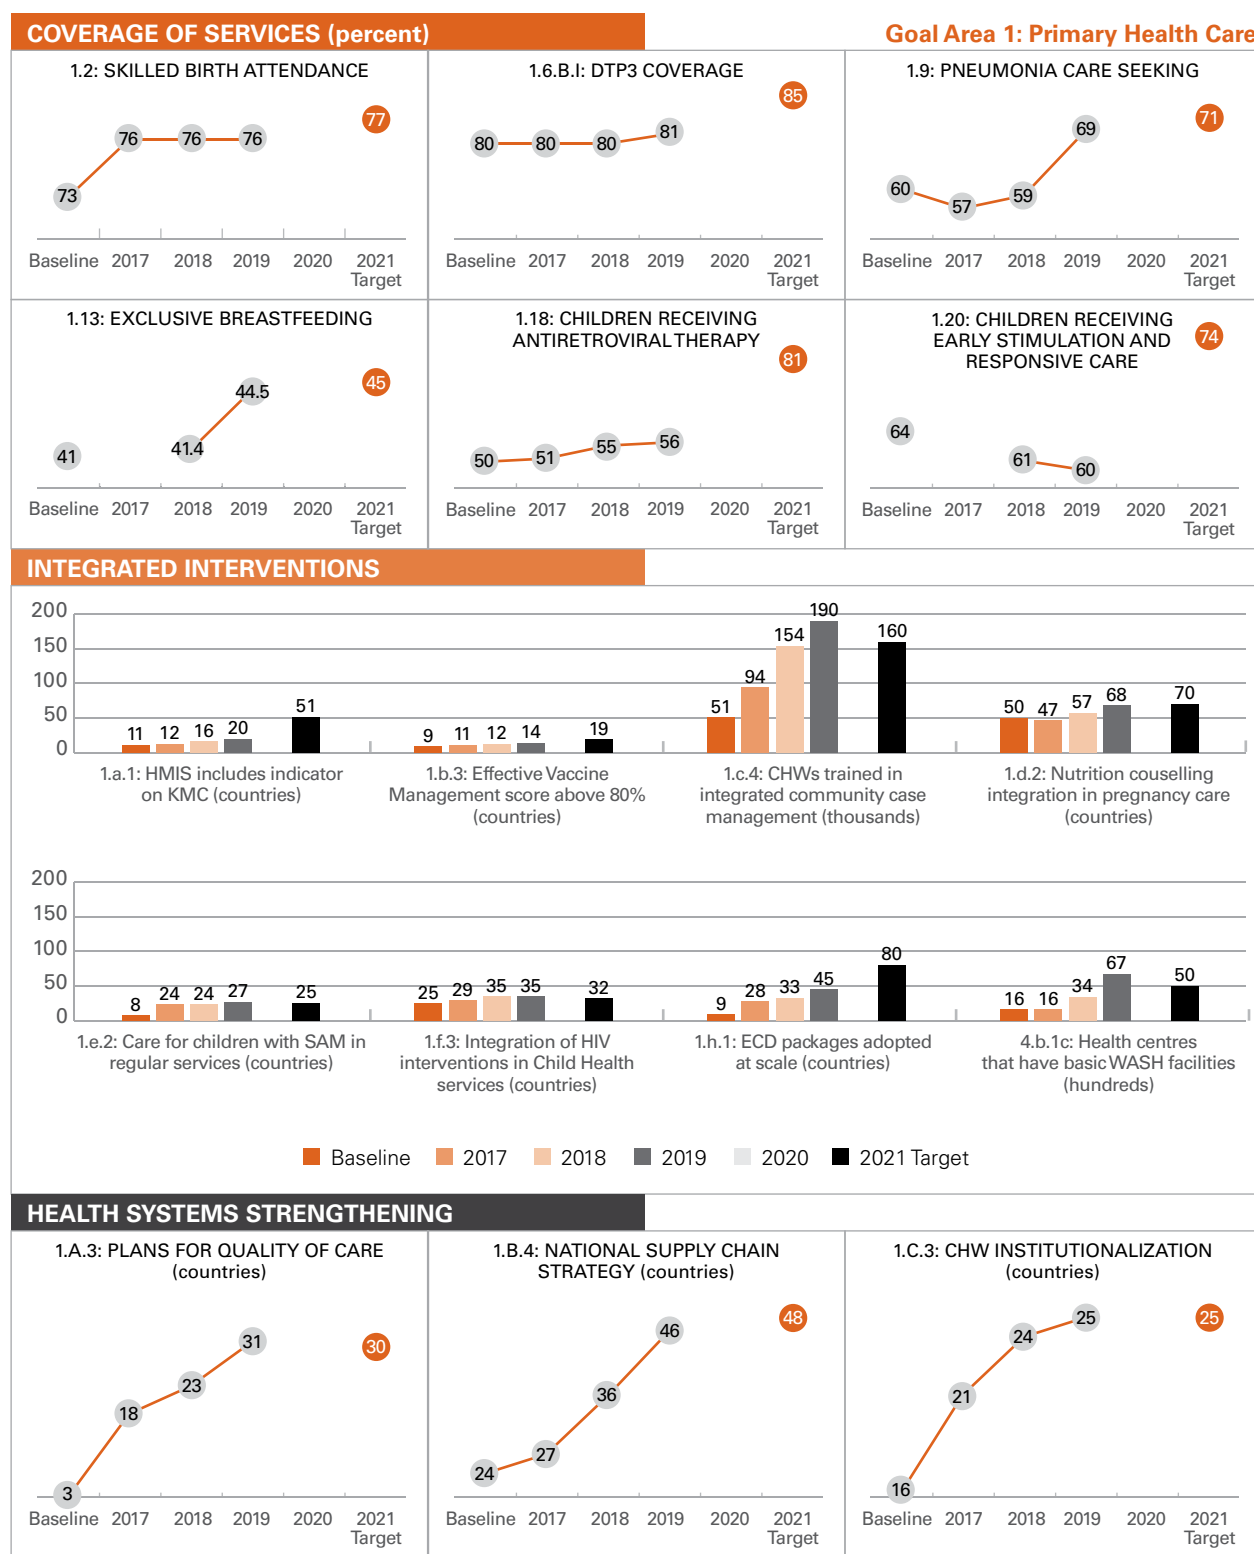 COVERAGE OF SERVICES (percent)
Goal Area 1: Primary Health Care
1.2: SKILLED BIRTH ATTENDANCE
77
76 76 76
73
Baseline 2017 2018 2019 2020 2021
Target
1.6.B.I: DTP3 COVERAGE
85
80 80 80 81
Baseline 2017 2018 2019 2020 2021
Target
1.9: PNEUMONIA CARE SEEKING
71
69
60 57 59
Baseline 2017 2018 2019 2020 2021
Target
1.13: EXCLUSIVE BREASTFEEDING
45
44.5
41 41.4
Baseline 2017 2018 2019 2020 2021
Target
1.18: CHILDREN RECEIVING
ANTIRETROVIRAL THERAPY
81
50 51 55 56
Baseline 2017 2018 2019 2020 2021
Target
1.20: CHILDREN RECEIVING
EARLY STIMULATION AND
RESPONSIVE CARE
74
64
61 60
Baseline 2017 2018 2019 2020 2021
Target
INTEGRATED INTERVENTIONS
200
150
100
50
0
11 12 16 20 51
9 11 12 14 19
51 94 154 190 160
50 47 57 68 70
1.a.1: HMIS includes indicator
on KMC (countries)
1.b.3: Effective Vaccine
Management score above 80%
(countries)
1.c.4: CHWs trained in
integrated community case
management (thousands)
1.d.2: Nutrition couselling
integration in pregnancy care
(countries)
200
150
100
50
0
8 24 24 27 25
25 29 35 35 32
9 28 33 45 80
16 16 34 67 50
1.e.2: Care for children with SAM in
regular services (countries)
1.f.3: Integration of HIV
interventions in Child Health
services (countries)
1.h.1: ECD packages adopted
at scale (countries)
4.b.1c: Health centres
that have basic WASH facilities
(hundreds)
Baseline 2017 2018 2019 2020 2021 Target
HEALTH SYSTEMS STRENGTHENING
1.A.3: PLANS FOR QUALITY OF CARE
(countries)
31
30
23
18
3
Baseline 2017 2018 2019 2020 2021
Target
1.B.4: NATIONAL SUPPLY CHAIN
STRATEGY (countries)
48
46
36
27
24
Baseline 2017 2018 2019 2020 2021
Target
1.C.3: CHW INSTITUTIONALIZATION
(countries)
25 25
24
21
16
Baseline 2017 2018 2019 2020 2021
Target